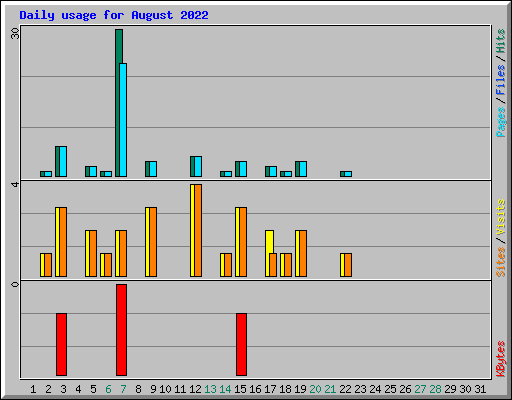 Daily usage for August 2022
30
4
0
Pages / Files / Hits
Sites / Visits
KBytes
1 2 3 4 5 6 7 8 9 10 11 12 13 14 15 16 17 18 19 20 21 22 23 24 25 26 27 28 29 30 31